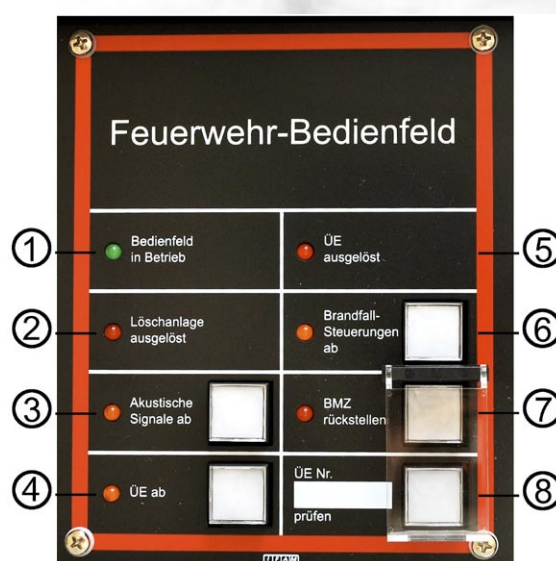 Feuerwehr-Bedienfeld
1
Bedienfeld
in Betrieb
ÜE
ausgelöst
5
2
Löschanlage
ausgelöst
Brandfall-
Steuerungen
ab
6
3
Akustische
Signale ab
BMZ
rückstellen
7
4
ÜE ab
ÜE Nr.
prüfen
8